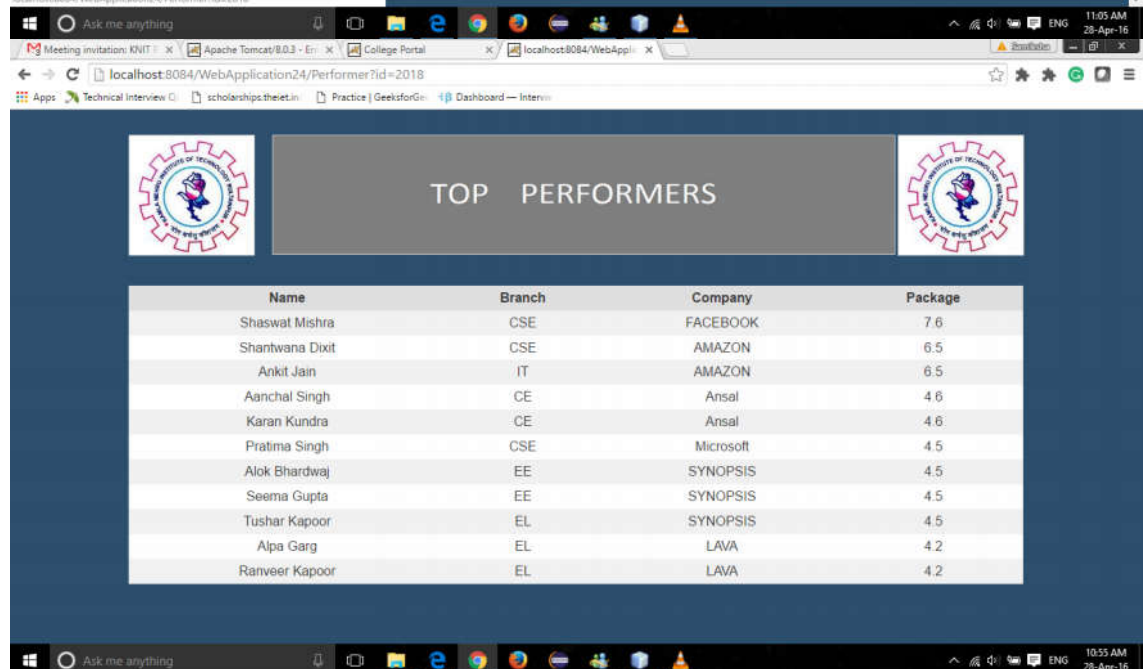 Ask me anything
ENG
11:05 AM
28-Apr-16
Meeting invitation: KNIT
Apache Tomcat/8.0.3 - Err
College Portal
localhost:8084/WebAppli
localhost:8084/WebApplication24/Performer?id=2018
Apps Technical Interview Q scholarships.theiet.in Practice | GeeksforGe Dashboard — Intervi
TOP PERFORMERS
Name Branch Company Package
Shaswat Mishra CSE FACEBOOK 7.6
Shantwana Dixit CSE AMAZON 6.5
Ankit Jain IT AMAZON 6.5
Aanchal Singh CE Ansal 4.6
Karan Kundra CE Ansal 4.6
Pratima Singh CSE Microsoft 4.5
Alok Bhardwaj EE SYNOPSIS 4.5
Seema Gupta EE SYNOPSIS 4.5
Tushar Kapoor EL SYNOPSIS 4.5
Alpa Garg EL LAVA 4.2
Ranveer Kapoor EL LAVA 4.2
Ask me anything
ENG
10:55 AM
28-Apr-16